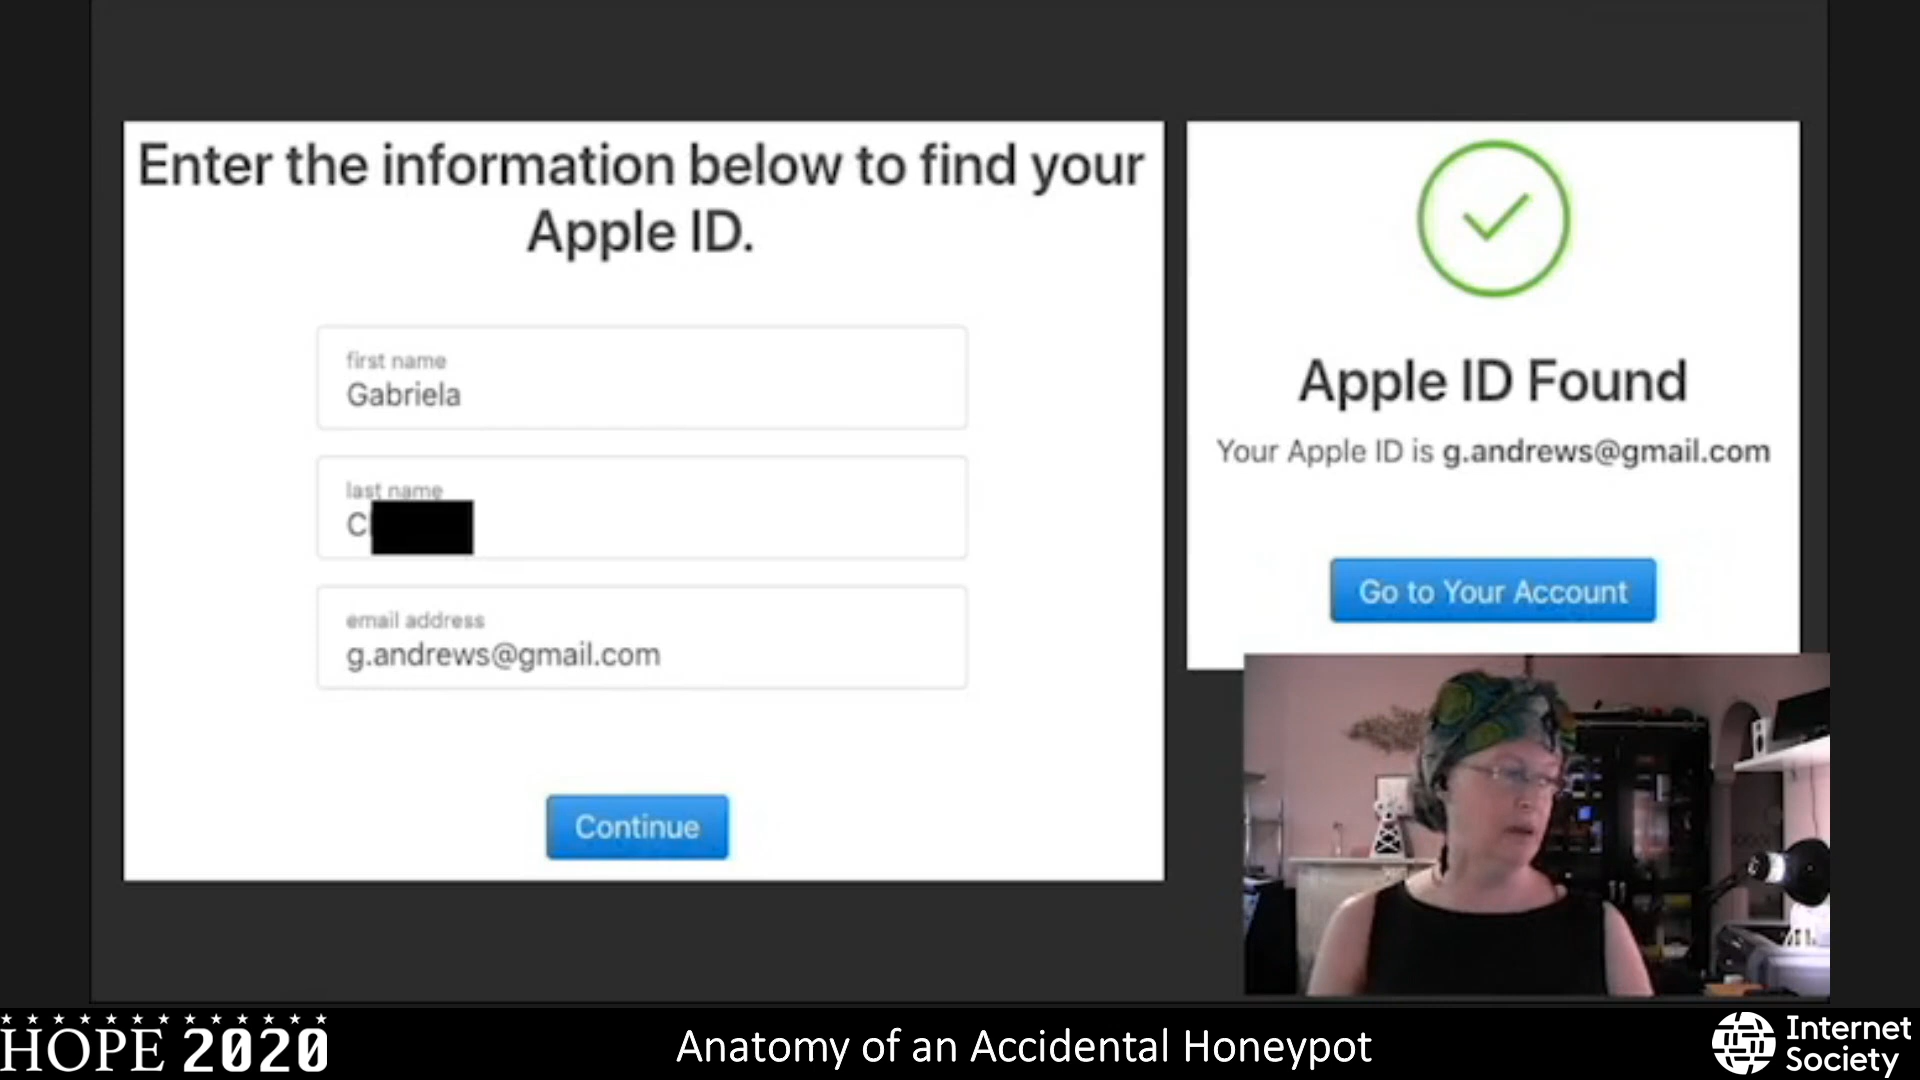 Enter the information below to find your
Apple ID.
first name
Gabriela
last name
C
email address
g.andrews@gmail.com
Continue
Apple ID Found
Your Apple ID is g.andrews@gmail.com
Go to Your Account
HOPE 2020
Anatomy of an Accidental Honeypot
Internet
Society